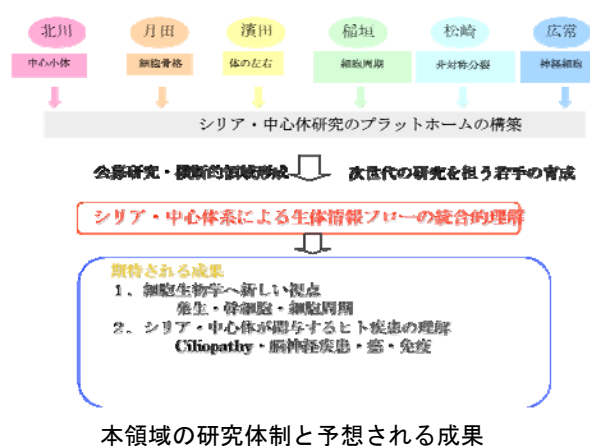 北川 月田 濱田 稲垣 松崎 広常
中心小体 細胞骨格 体の左右 細胞周期 非対称分裂 神経細胞
シリア・中心体研究のプラットホームの構築
公募研究・横断的領域形成 次世代の研究を担う若手の育成
シリア・中心体系による生体情報フローの統合的理解
期待される成果
1．細胞生物学へ新しい視点
発生・幹細胞・細胞周期
2．シリア・中心体が関与するヒト疾患の理解
Ciliopathy・脳神経疾患・癌・免疫
本領域の研究体制と予想される成果